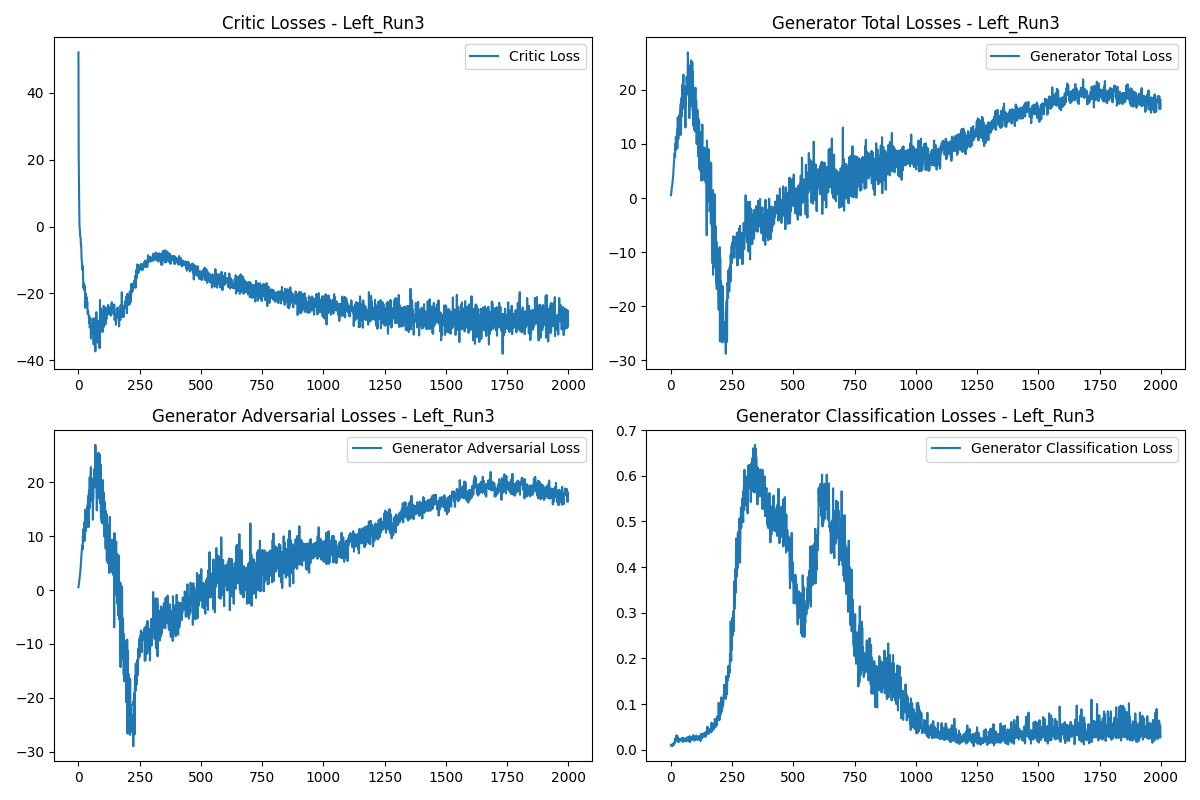 Critic Losses - Left_Run3
Critic Loss
40
20
0
−20
−40
0 250 500 750 1000 1250 1500 1750 2000
Generator Total Losses - Left_Run3
Generator Total Loss
20
10
0
−10
−20
−30
0 250 500 750 1000 1250 1500 1750 2000
Generator Adversarial Losses - Left_Run3
Generator Adversarial Loss
20
10
0
−10
−20
−30
0 250 500 750 1000 1250 1500 1750 2000
Generator Classification Losses - Left_Run3
Generator Classification Loss
0.7
0.6
0.5
0.4
0.3
0.2
0.1
0.0
0 250 500 750 1000 1250 1500 1750 2000